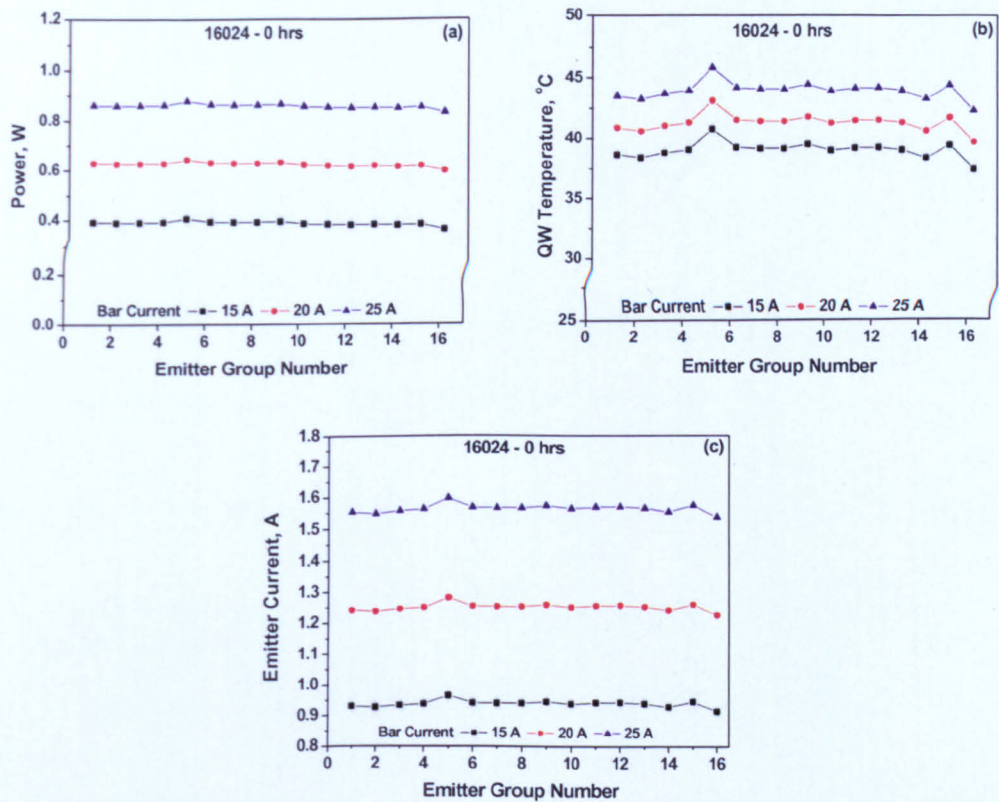 16024 - 0 hrs
(a)
Power, W
1.2
1.0
0.8
0.6
0.4
0.2
0.0
Bar Current 15 A 20 A 25 A
0 2 4 6 8 10 12 14 16
Emitter Group Number
16024 - 0 hrs
(b)
QW Temperature, °C
50
45
40
35
30
25
Bar Current 15 A 20 A 25 A
0 2 4 6 8 10 12 14 16
Emitter Group Number
16024 - 0 hrs
(c)
Emitter Current, A
1.8
1.7
1.6
1.5
1.4
1.3
1.2
1.1
1.0
0.9
0.8
Bar Current 15 A 20 A 25 A
0 2 4 6 8 10 12 14 16
Emitter Group Number